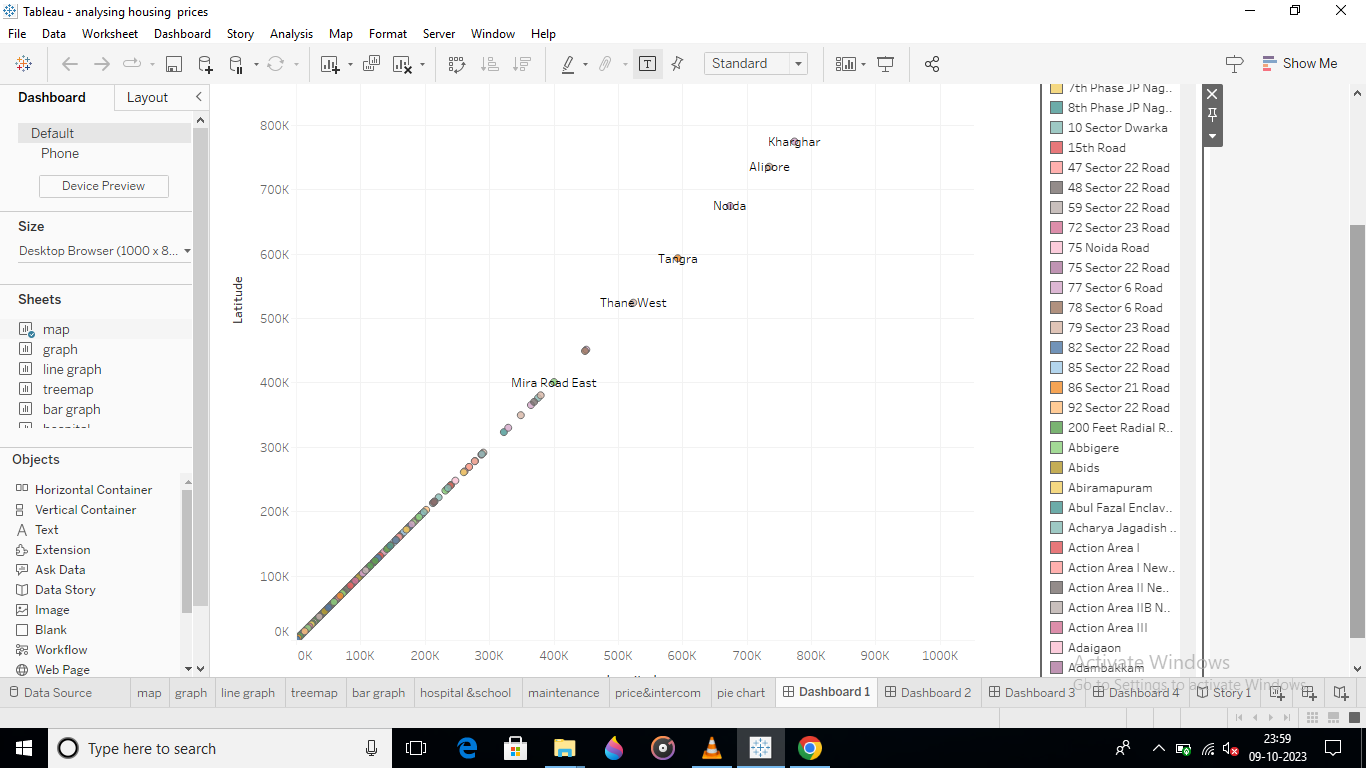 Tableau - analysing housing prices
File Data Worksheet Dashboard Story Analysis Map Format Server Window Help
Standard
Show Me
Dashboard Layout
Default
Phone
Device Preview
Size
Desktop Browser (1000 x 8...
Sheets
map
graph
line graph
treemap
bar graph
hospital
Objects
Horizontal Container
Vertical Container
Text
Extension
Ask Data
Data Story
Image
Blank
Workflow
Web Page
Latitude
800K
700K
600K
500K
400K
300K
200K
100K
0K
Kharghar
Alipore
Noida
Tangra
Thane West
Mira Road East
0K 100K 200K 300K 400K 500K 600K 700K 800K 900K 1000K
7th Phase JP Nag..
8th Phase JP Nag..
10 Sector Dwarka
15th Road
47 Sector 22 Road
48 Sector 22 Road
59 Sector 22 Road
72 Sector 23 Road
75 Noida Road
75 Sector 22 Road
77 Sector 6 Road
78 Sector 6 Road
79 Sector 23 Road
82 Sector 22 Road
85 Sector 22 Road
86 Sector 21 Road
92 Sector 22 Road
200 Feet Radial R..
Abbigere
Abids
Abiramapuram
Abul Fazal Enclav..
Acharya Jagadish ..
Action Area I
Action Area I New..
Action Area II Ne..
Action Area IIB N..
Action Area III
Adaigaon
Adambakkam
Activate Windows
Go to Settings to activate Windows.
Data Source map graph line graph treemap bar graph hospital &school maintenance price&intercom pie chart Dashboard 1 Dashboard 2 Dashboard 3 Dashboard 4 Story 1
Type here to search
23:59
09-10-2023